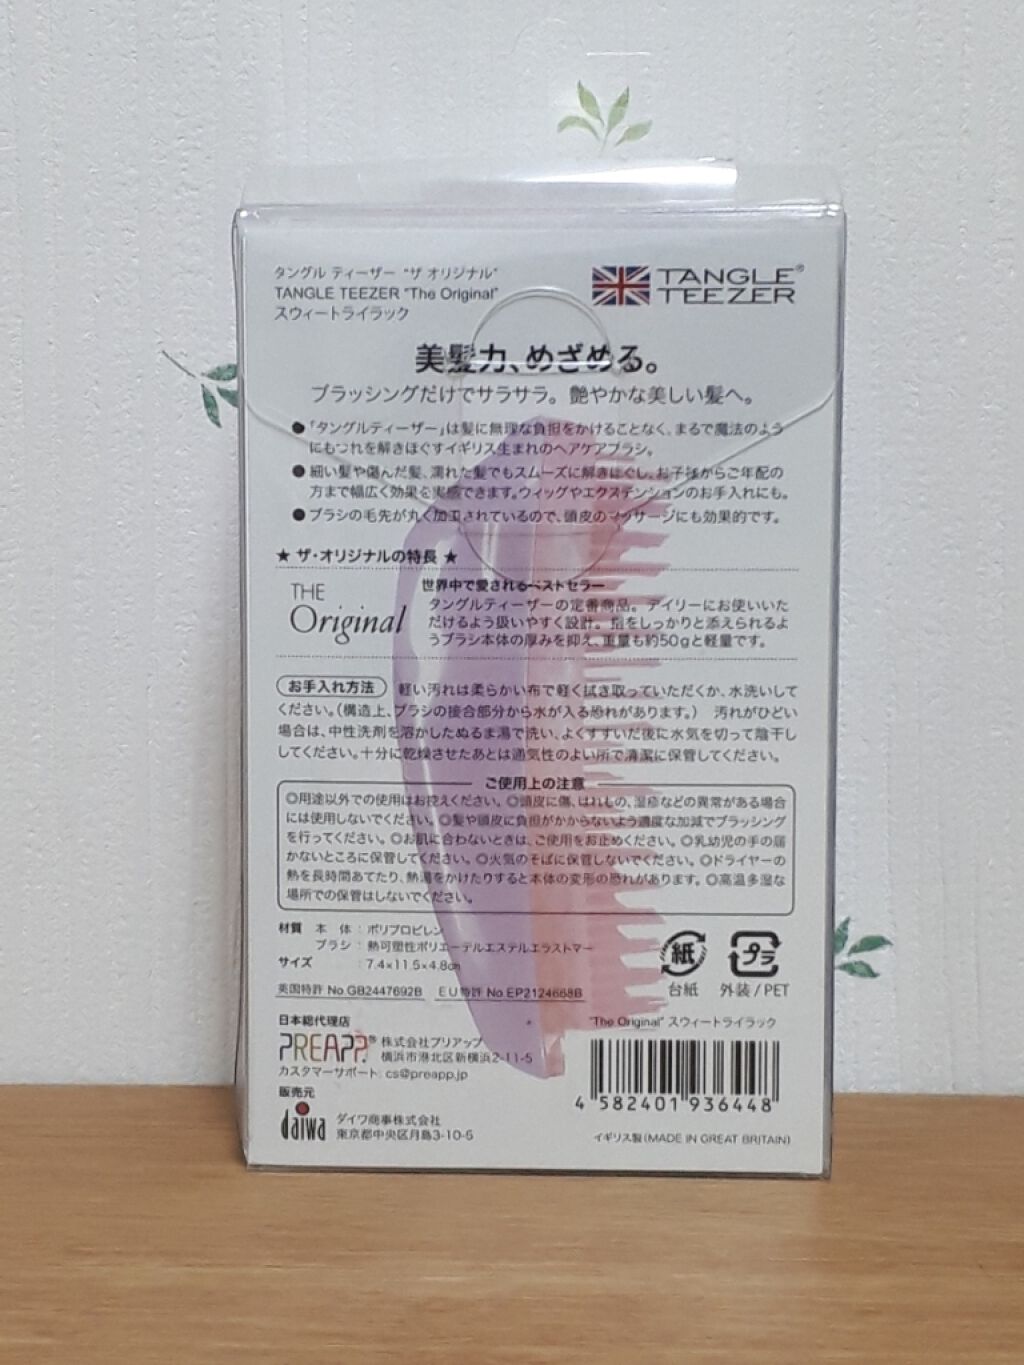 タングル ティーザー "ザ オリジナル"
TANGLE TEEZER "The Original"
スウィートライラック
TANGLE®
TEEZER
美髪力、めざめる。
ブラッシングだけでサラサラ。艶やかな美しい髪へ。
●「タングルティーザー」は髪に無理な負担をかけることなく、まるで魔法のよう
にもつれを解きほぐすイギリス生まれのヘアケアブラシ。
●細い髪や傷んだ髪、濡れた髪でもスムーズに解きほぐし、お子様からご年配の
方まで幅広く効果を実感できます。ウィッグやエクステンションのお手入れにも。
●ブラシの毛先が丸く加工されているので、頭皮のマッサージにも効果的です。
★ ザ・オリジナルの特長 ★
THE
Original
世界中で愛されるベストセラー
タングルティーザーの定番商品。デイリーにお使いいた
だけるよう扱いやすく設計。指をしっかりと添えられるよ
うブラシ本体の厚みを抑え、重量も約50gと軽量です。
お手入れ方法 軽い汚れは柔らかい布で軽く拭き取っていただくか、水洗いして
ください。(構造上、ブラシの接合部分から水が入る恐れがあります。) 汚れがひどい
場合は、中性洗剤を溶かしたぬるま湯で洗い、よくすすいだ後に水気を切って陰干し
してください。十分に乾燥させたあとは通気性のよい所で清潔に保管してください。
ご使用上の注意
◎用途以外での使用はお控えください。◎頭皮に傷、はれもの、湿疹などの異常がある場合
には使用しないでください。◎髪や頭皮に負担がかからないよう適度な加減でブラッシング
を行ってください。◎お肌に合わないときは、ご使用をお止めください。◎乳幼児の手の届
かないところに保管してください。◎火気のそばに保管しないでください。◎ドライヤーの
熱を長時間あてたり、熱湯をかけたりすると本体の変形の恐れがあります。◎高温多湿な
場所での保管はしないでください。
材質 本 体 : ポリプロピレン
ブラシ : 熱可塑性ポリエーテルエステルエラストマー
サイズ : 7.4×11.5×4.8cm
英国特許 No.GB2447692B EU特許 No.EP2124668B
紙
台紙
プラ
外装/PET
日本総代理店
PREAPP® 株式会社プリアップ
横浜市港北区新横浜2-11-5
カスタマーサポート: cs@preapp.jp
販売元
daiwa ダイワ商事株式会社
東京都中央区月島3-10-5
"The Original" スウィートライラック
4 582401 936448
イギリス製(MADE IN GREAT BRITAIN)